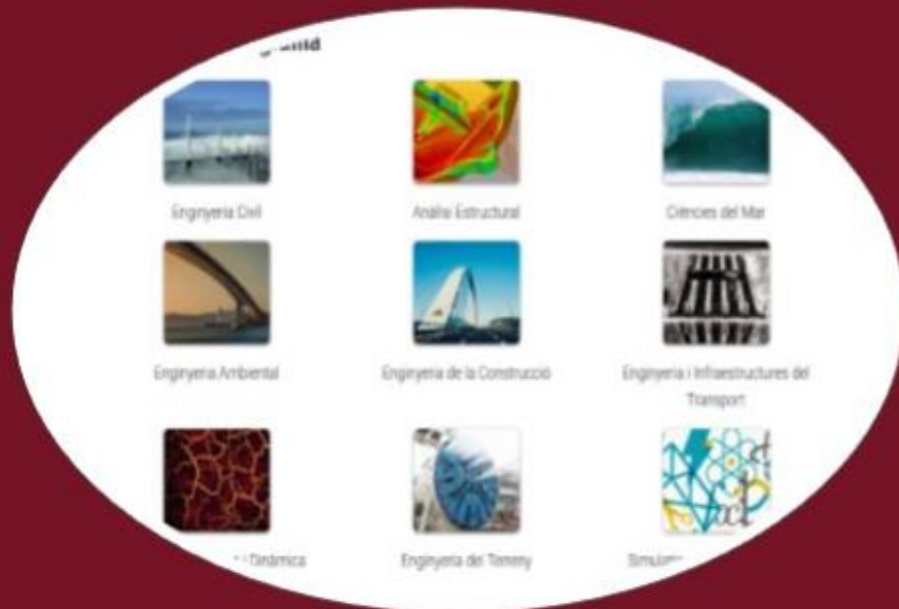 Enginyeria Civil
Anàlisi Estructural
Ciències del Mar
Enginyeria Ambiental
Enginyeria de la Construcció
Enginyeria i Infraestructures del
Transport
Dinàmica
Enginyeria del Terreny